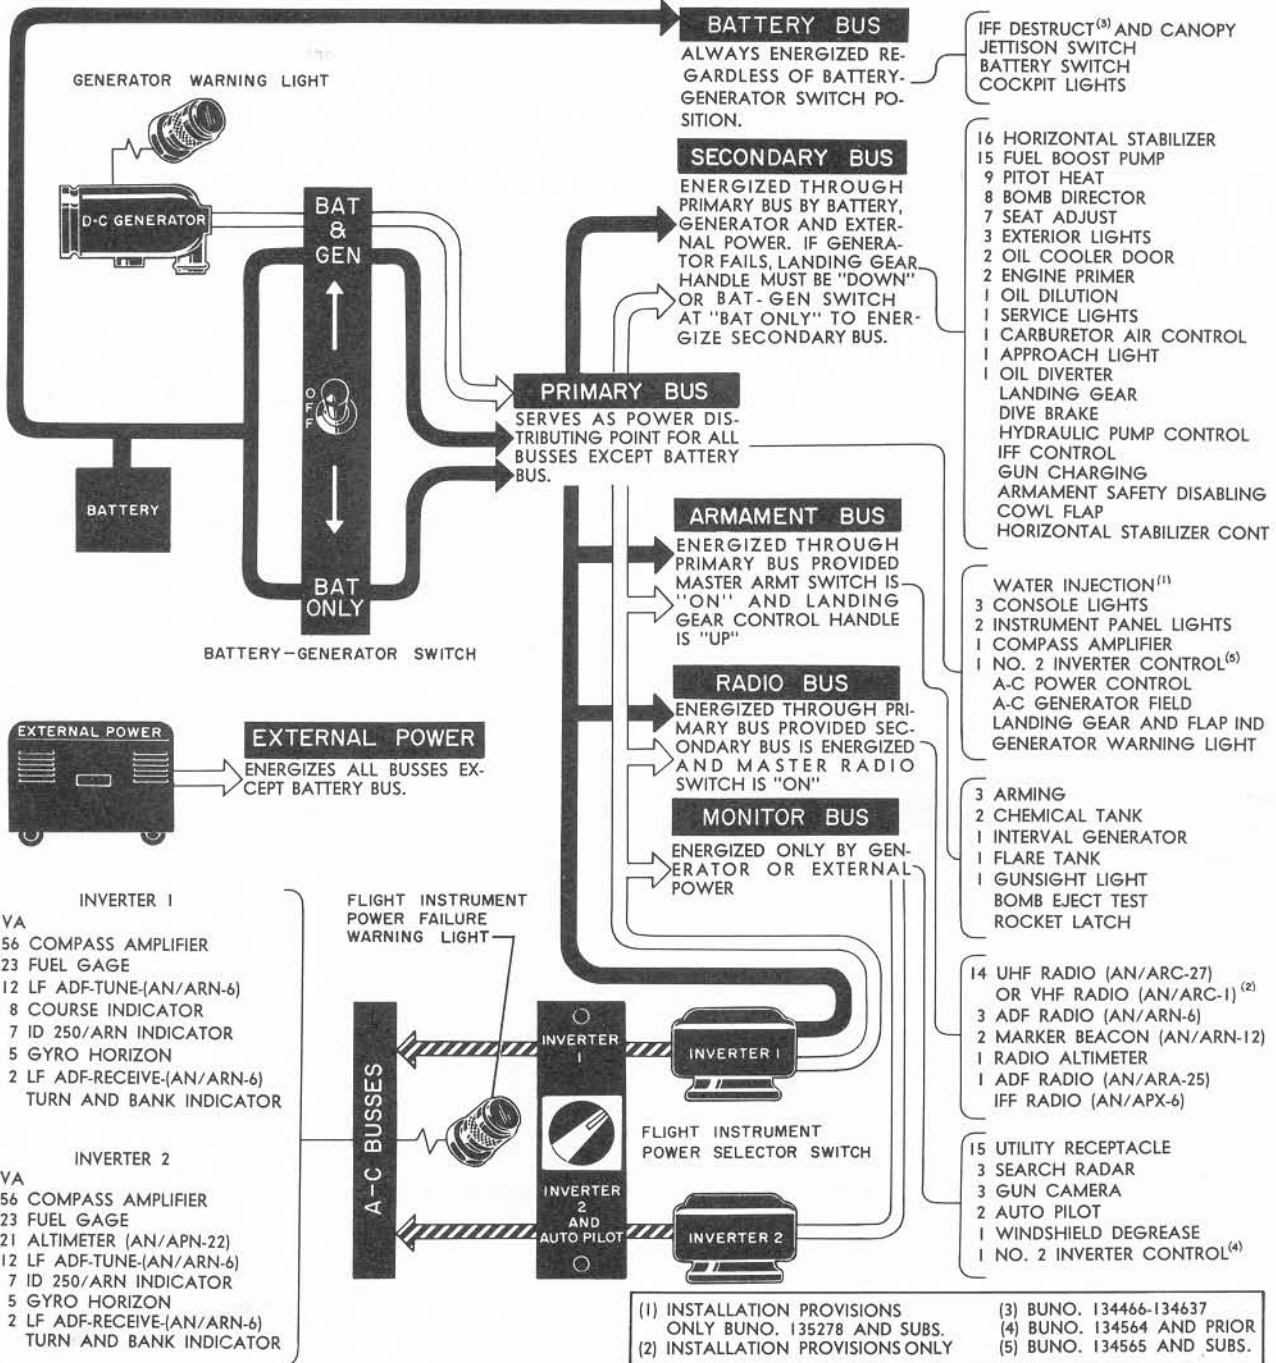 BATTERY BUS
ALWAYS ENERGIZED RE-
GARDLESS OF BATTERY-
GENERATOR SWITCH PO-
SITION.
IFF DESTRUCT(3) AND CANOPY
JETTISON SWITCH
BATTERY SWITCH
COCKPIT LIGHTS
GENERATOR WARNING LIGHT
D-C GENERATOR
BAT
&
GEN
OFF
BAT
ONLY
BATTERY-GENERATOR SWITCH
BATTERY
SECONDARY BUS
ENERGIZED THROUGH
PRIMARY BUS BY BATTERY,
GENERATOR AND EXTER-
NAL POWER. IF GENERA-
TOR FAILS, LANDING GEAR
HANDLE MUST BE "DOWN"
OR BAT-GEN SWITCH
AT "BAT ONLY" TO ENER-
GIZE SECONDARY BUS.
16 HORIZONTAL STABILIZER
15 FUEL BOOST PUMP
9 PITOT HEAT
8 BOMB DIRECTOR
7 SEAT ADJUST
3 EXTERIOR LIGHTS
2 OIL COOLER DOOR
2 ENGINE PRIMER
1 OIL DILUTION
1 SERVICE LIGHTS
1 CARBURETOR AIR CONTROL
1 APPROACH LIGHT
1 OIL DIVERTER
LANDING GEAR
DIVE BRAKE
HYDRAULIC PUMP CONTROL
IFF CONTROL
GUN CHARGING
ARMAMENT SAFETY DISABLING
COWL FLAP
HORIZONTAL STABILIZER CONT
PRIMARY BUS
SERVES AS POWER DIS-
TRIBUTING POINT FOR ALL
BUSSES EXCEPT BATTERY
BUS.
WATER INJECTION(1)
3 CONSOLE LIGHTS
2 INSTRUMENT PANEL LIGHTS
1 COMPASS AMPLIFIER
1 NO. 2 INVERTER CONTROL(5)
A-C POWER CONTROL
A-C GENERATOR FIELD
LANDING GEAR AND FLAP IND
GENERATOR WARNING LIGHT
ARMAMENT BUS
ENERGIZED THROUGH
PRIMARY BUS PROVIDED
MASTER ARMT SWITCH IS
"ON" AND LANDING
GEAR CONTROL HANDLE
IS "UP"
3 ARMING
2 CHEMICAL TANK
1 INTERVAL GENERATOR
1 FLARE TANK
1 GUNSIGHT LIGHT
BOMB EJECT TEST
ROCKET LATCH
RADIO BUS
ENERGIZED THROUGH PRI-
MARY BUS PROVIDED SEC-
ONDARY BUS IS ENERGIZED
AND MASTER RADIO
SWITCH IS "ON"
14 UHF RADIO (AN/ARC-27)
OR VHF RADIO (AN/ARC-1)(2)
3 ADF RADIO (AN/ARN-6)
2 MARKER BEACON (AN/ARN-12)
1 RADIO ALTIMETER
1 ADF RADIO (AN/ARA-25)
IFF RADIO (AN/APX-6)
MONITOR BUS
ENERGIZED ONLY BY GEN-
ERATOR OR EXTERNAL
POWER
15 UTILITY RECEPTACLE
3 SEARCH RADAR
3 GUN CAMERA
2 AUTO PILOT
1 WINDSHIELD DEGREASE
1 NO. 2 INVERTER CONTROL(4)
EXTERNAL POWER
EXTERNAL POWER
ENERGIZES ALL BUSSES EX-
CEPT BATTERY BUS.
INVERTER 1
VA
56 COMPASS AMPLIFIER
23 FUEL GAGE
12 LF ADF-TUNE-(AN/ARN-6)
8 COURSE INDICATOR
7 ID 250/ARN INDICATOR
5 GYRO HORIZON
2 LF ADF-RECEIVE-(AN/ARN-6)
TURN AND BANK INDICATOR
INVERTER 2
VA
56 COMPASS AMPLIFIER
23 FUEL GAGE
21 ALTIMETER (AN/APN-22)
12 LF ADF-TUNE-(AN/ARN-6)
7 ID 250/ARN INDICATOR
5 GYRO HORIZON
2 LF ADF-RECEIVE-(AN/ARN-6)
TURN AND BANK INDICATOR
FLIGHT INSTRUMENT
POWER FAILURE
WARNING LIGHT
A-C BUSSES
INVERTER
1
INVERTER
2
AND
AUTO PILOT
INVERTER 1
FLIGHT INSTRUMENT
POWER SELECTOR SWITCH
INVERTER 2
(1) INSTALLATION PROVISIONS
ONLY BUNO. 135278 AND SUBS.
(2) INSTALLATION PROVISIONS ONLY
(3) BUNO. 134466-134637
(4) BUNO. 134564 AND PRIOR
(5) BUNO. 134565 AND SUBS.